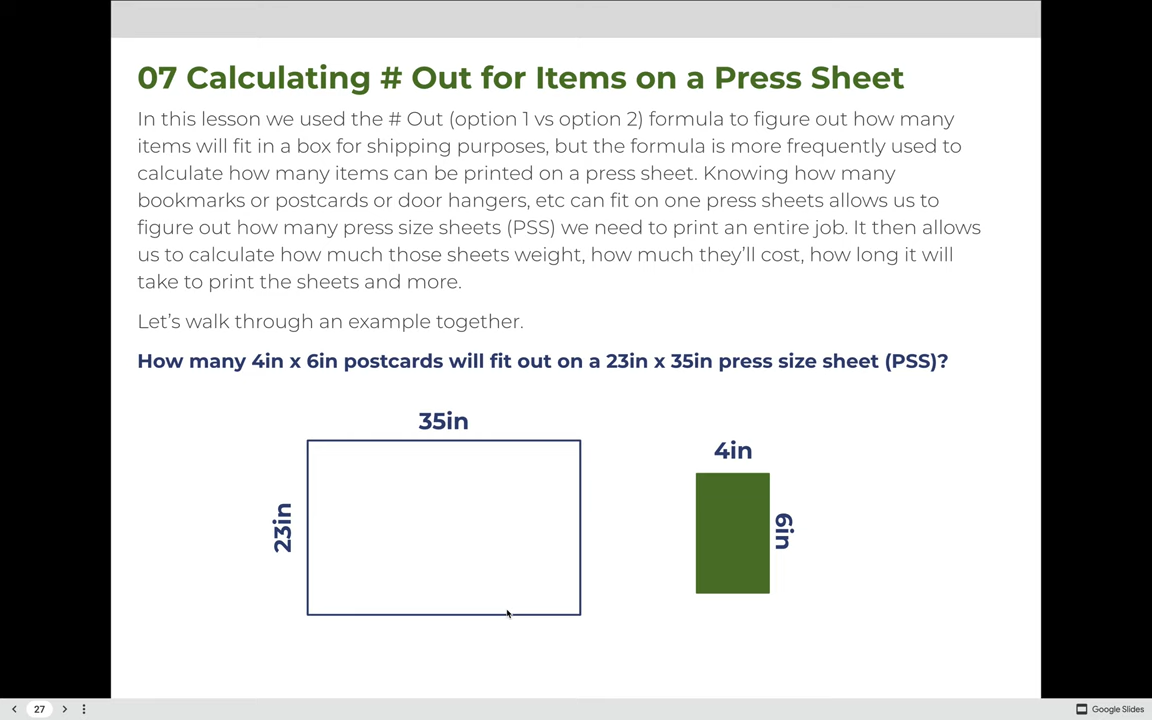 07 Calculating # Out for Items on a Press Sheet
In this lesson we used the # Out (option 1 vs option 2) formula to figure out how many
items will fit in a box for shipping purposes, but the formula is more frequently used to
calculate how many items can be printed on a press sheet. Knowing how many
bookmarks or postcards or door hangers, etc can fit on one press sheets allows us to
figure out how many press size sheets (PSS) we need to print an entire job. It then allows
us to calculate how much those sheets weight, how much they’ll cost, how long it will
take to print the sheets and more.
Let’s walk through an example together.
How many 4in x 6in postcards will fit out on a 23in x 35in press size sheet (PSS)?
35in
4in
23in
6in
27
Google Slides